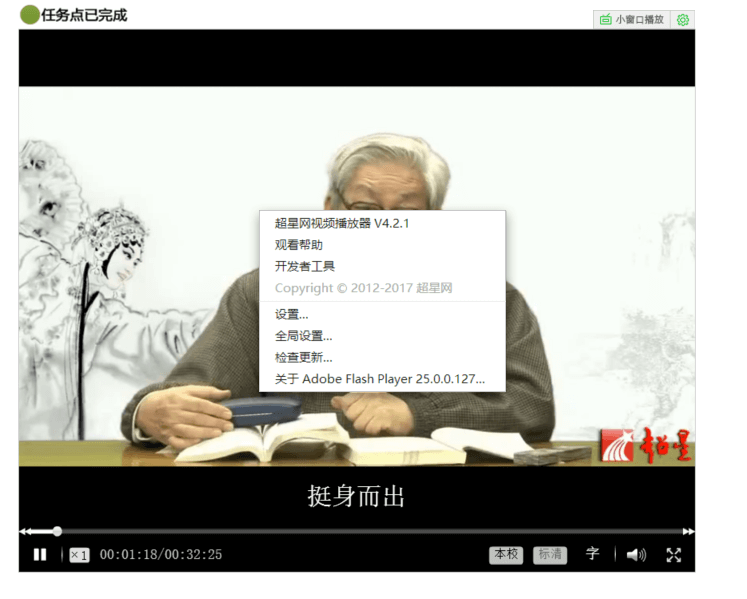 任务点已完成
小窗口播放
超星网视频播放器 V4.2.1
观看帮助
开发者工具
Copyright © 2012-2017 超星网
设置...
全局设置...
检查更新...
关于 Adobe Flash Player 25.0.0.127...
超星
挺身而出
×1 00:01:18/00:32:25 本校 标清 字